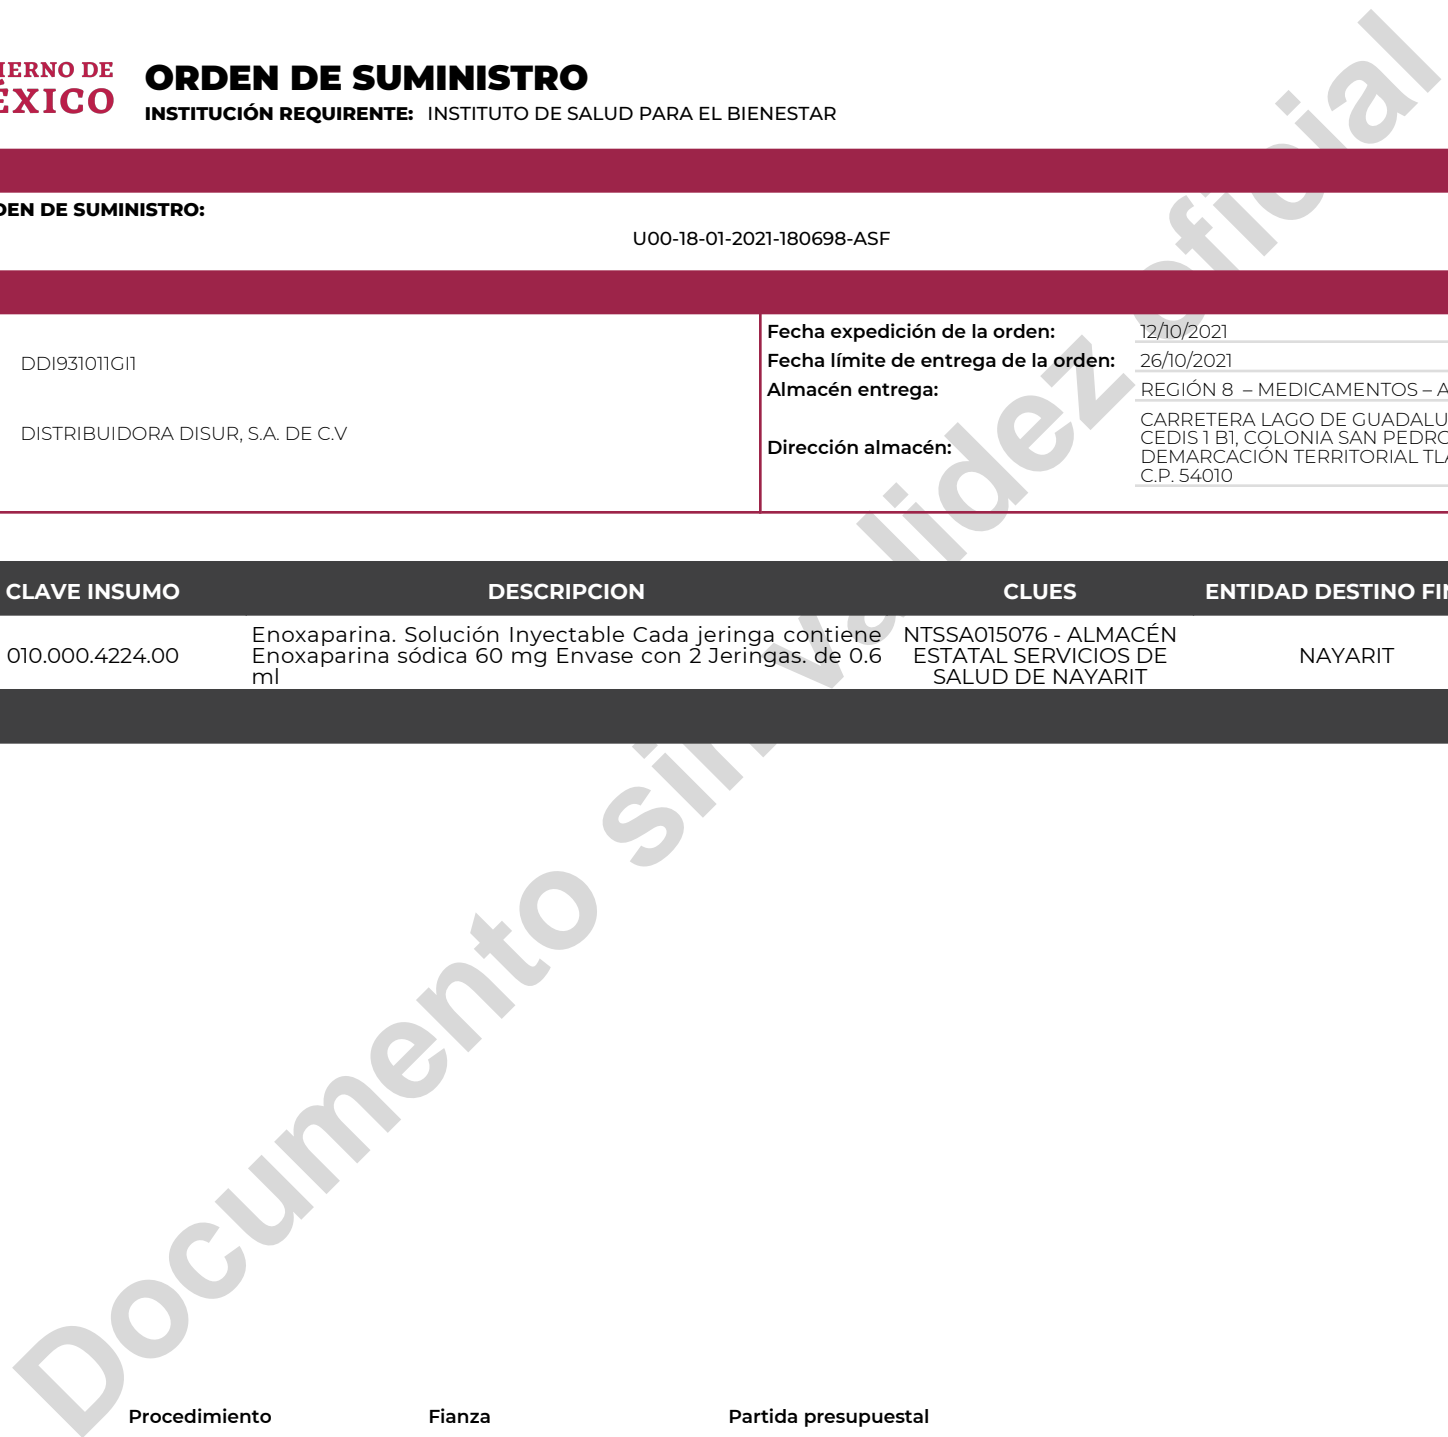 IERNO DE
ÉXICO
ORDEN DE SUMINISTRO
INSTITUCIÓN REQUIRENTE: INSTITUTO DE SALUD PARA EL BIENESTAR
DEN DE SUMINISTRO:
U00-18-01-2021-180698-ASF
DDI931011GI1
DISTRIBUIDORA DISUR, S.A. DE C.V
Fecha expedición de la orden: 12/10/2021
Fecha límite de entrega de la orden: 26/10/2021
Almacén entrega: REGIÓN 8 – MEDICAMENTOS – A
Dirección almacén:
CARRETERA LAGO DE GUADALU
CEDIS 1 B1, COLONIA SAN PEDRO
DEMARCACIÓN TERRITORIAL TLA
C.P. 54010
CLAVE INSUMO DESCRIPCION CLUES ENTIDAD DESTINO FIN
010.000.4224.00
Enoxaparina. Solución Inyectable Cada jeringa contiene
Enoxaparina sódica 60 mg Envase con 2 Jeringas. de 0.6
ml
NTSSA015076 - ALMACÉN
ESTATAL SERVICIOS DE
SALUD DE NAYARIT
NAYARIT
Documento sin validez oficial
Procedimiento Fianza Partida presupuestal